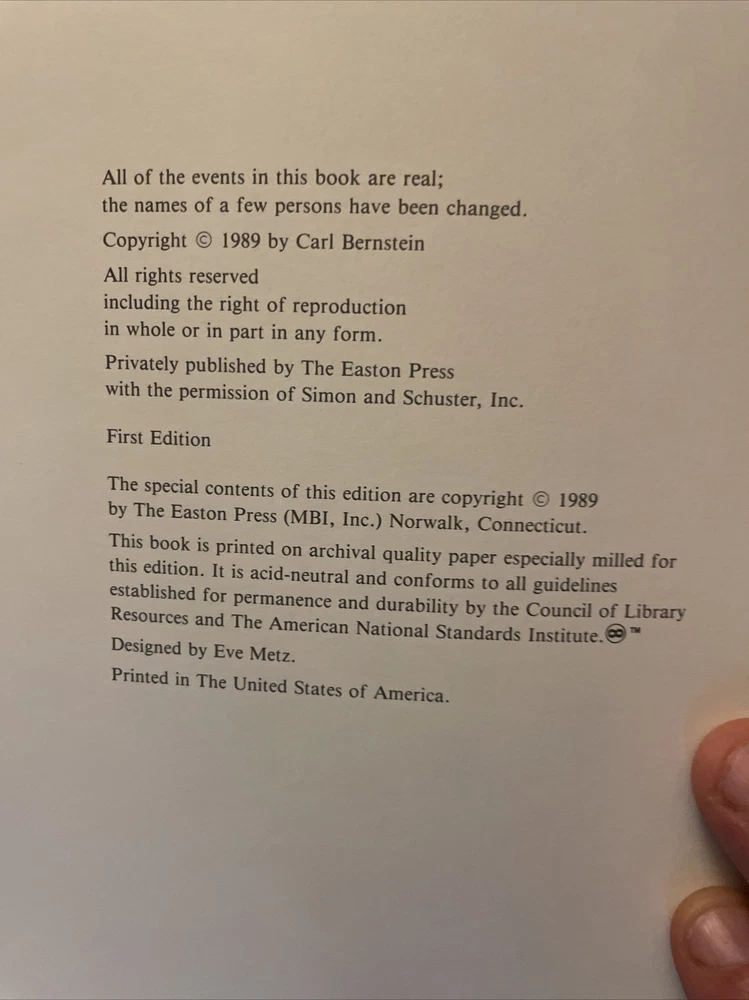 All of the events in this book are real;
the names of a few persons have been changed.
Copyright © 1989 by Carl Bernstein
All rights reserved
including the right of reproduction
in whole or in part in any form.
Privately published by The Easton Press
with the permission of Simon and Schuster, Inc.
First Edition
The special contents of this edition are copyright © 1989
by The Easton Press (MBI, Inc.) Norwalk, Connecticut.
This book is printed on archival quality paper especially milled for
this edition. It is acid-neutral and conforms to all guidelines
established for permanence and durability by the Council of Library
Resources and The American National Standards Institute.♾™
Designed by Eve Metz.
Printed in The United States of America.